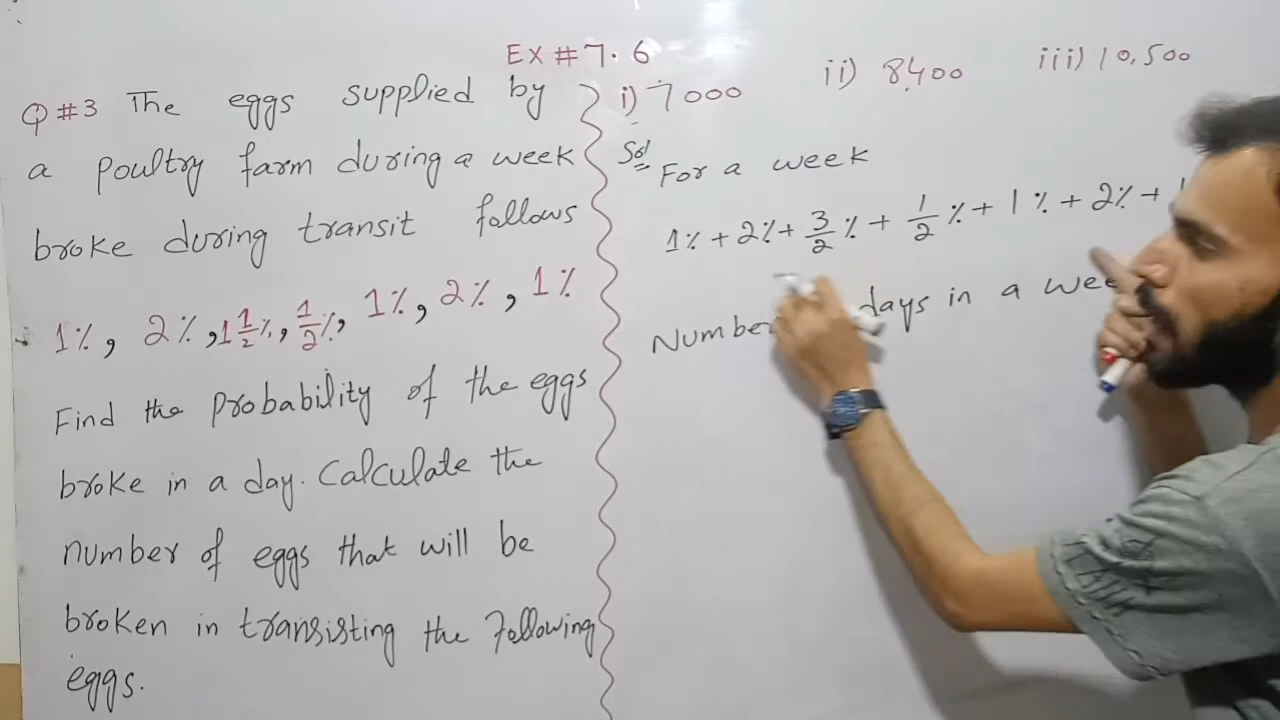 EX # 7.6
Q #3 The eggs supplied by
a poultry farm during a week
broke during transit follows
1%, 2%, 1 1/2%, 1/2%, 1%, 2%, 1%
Find the probability of the eggs
broke in a day. Calculate the
number of eggs that will be
broken in transisting the Following
eggs.
i) 7000 ii) 8,400 iii) 10,500
Sol
For a week
1% + 2% + 3/2% + 1/2% + 1% + 2% +
Number days in a